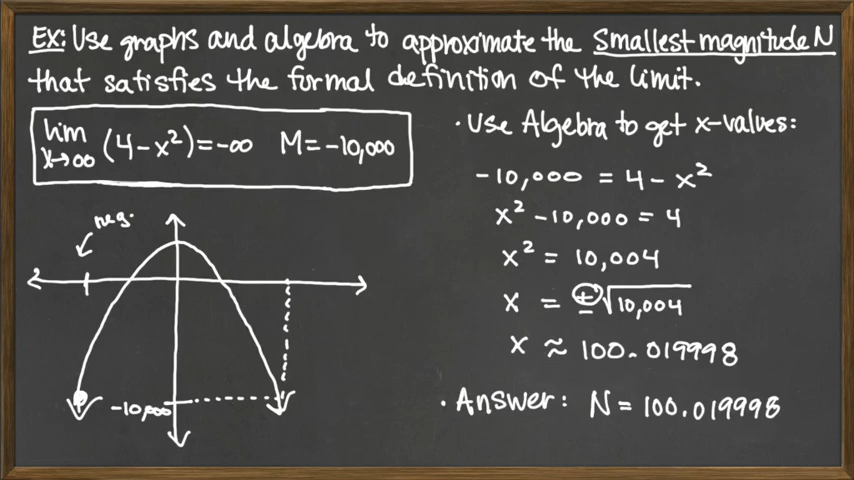 Ex: Use graphs and algebra to approximate the smallest magnitude N
that satisfies the formal definition of the limit.
lim x→∞ (4-x²) = -∞ M = -10,000
neg.
-10,000
• Use Algebra to get x-values:
-10,000 = 4 - x²
x² - 10,000 = 4
x² = 10,004
x = ±√10,004
x ≈ 100.019998
• Answer: N = 100.019998